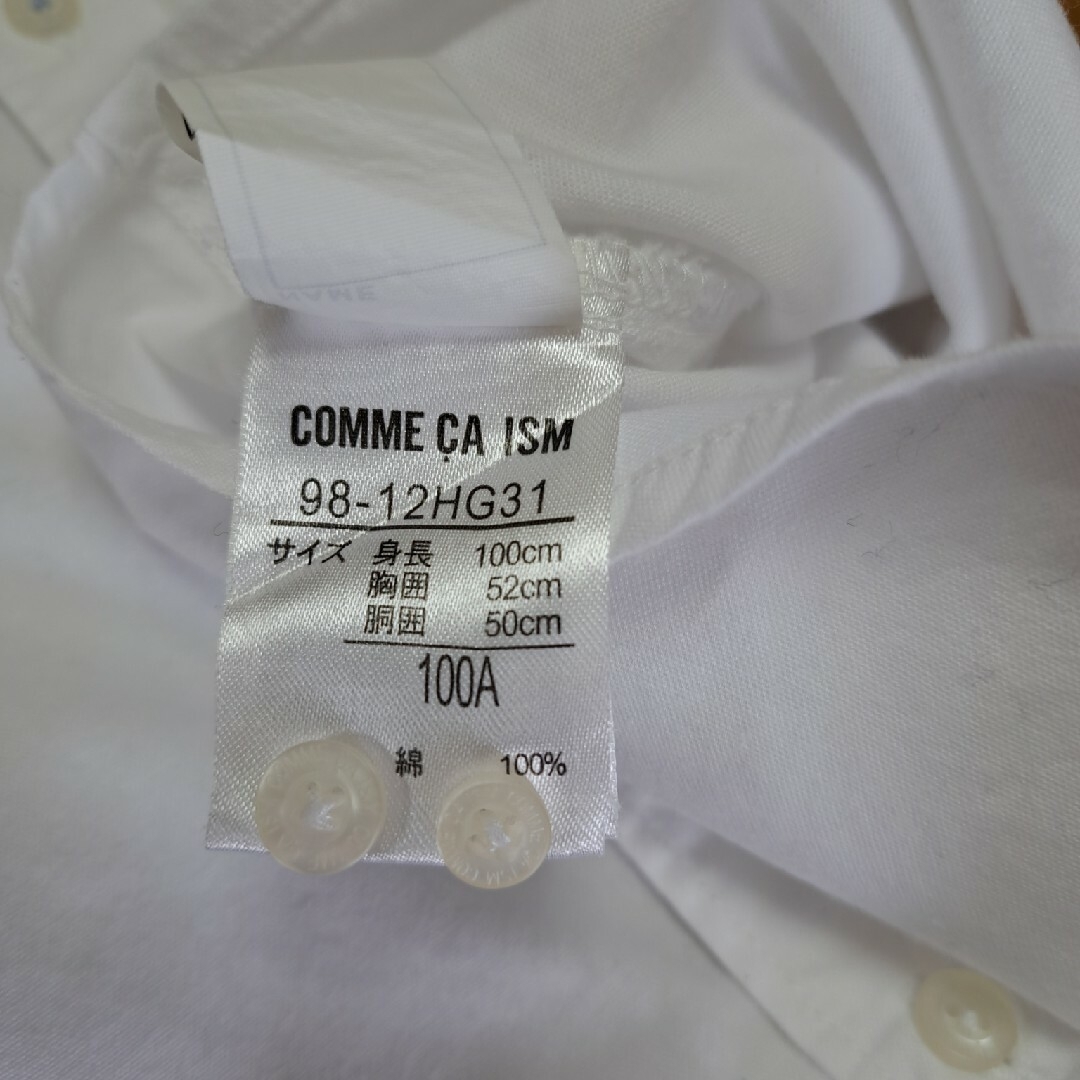 NAME
COMME ÇA ISM
98-12HG31
サイズ 身長 100cm
胸囲 52cm
胴囲 50cm
100A
綿 100%